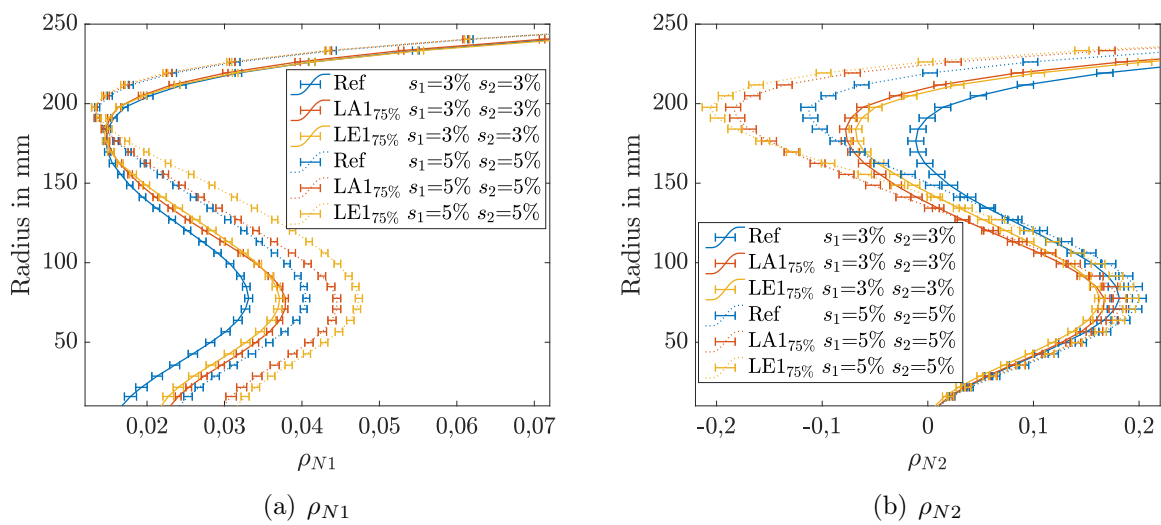 250
200
150
100
50
Radius in mm
Ref s₁=3% s₂=3%
LA1₇₅% s₁=3% s₂=3%
LE1₇₅% s₁=3% s₂=3%
Ref s₁=5% s₂=5%
LA1₇₅% s₁=5% s₂=5%
LE1₇₅% s₁=5% s₂=5%
0,02 0,03 0,04 0,05 0,06 0,07
ρ_N1
(a) ρ_N1
250
200
150
100
50
Radius in mm
Ref s₁=3% s₂=3%
LA1₇₅% s₁=3% s₂=3%
LE1₇₅% s₁=3% s₂=3%
Ref s₁=5% s₂=5%
LA1₇₅% s₁=5% s₂=5%
LE1₇₅% s₁=5% s₂=5%
-0,2 -0,1 0 0,1 0,2
ρ_N2
(b) ρ_N2